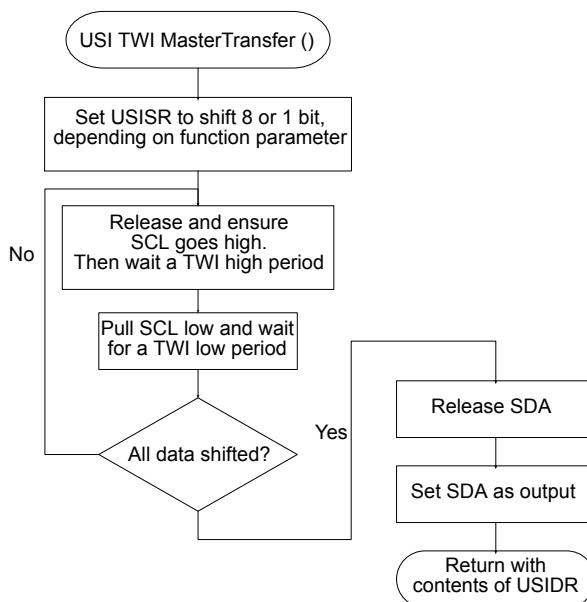 USI TWI MasterTransfer ()
Set USISR to shift 8 or 1 bit,
depending on function parameter
Release and ensure
SCL goes high.
Then wait a TWI high period
No
Pull SCL low and wait
for a TWI low period
All data shifted?
Yes
Release SDA
Set SDA as output
Return with
contents of USIDR